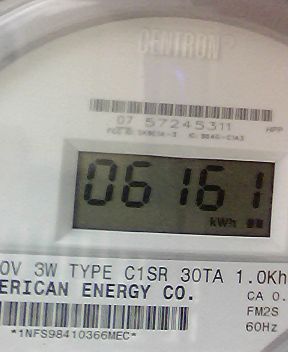 CENTRON®
07 57245311
HPP
06161
kWh
0V 3W TYPE C1SR 30TA 1.0Kh
ERICAN ENERGY CO.
CA 0.
FM2S
60Hz
*1NFS98410366MEC*